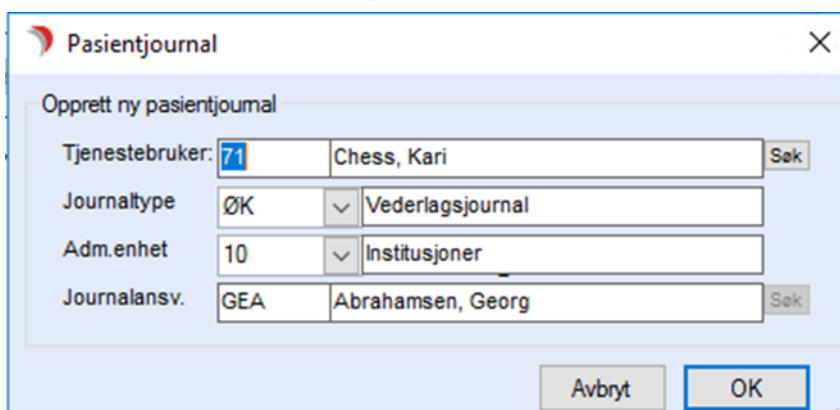 Pasientjournal
Opprett ny pasientjournal
Tjenestebruker: 71 Chess, Kari Søk
Journaltype ØK Vederlagsjournal
Adm.enhet 10 Institusjoner
Journalansv. GEA Abrahamsen, Georg Søk
Avbryt OK